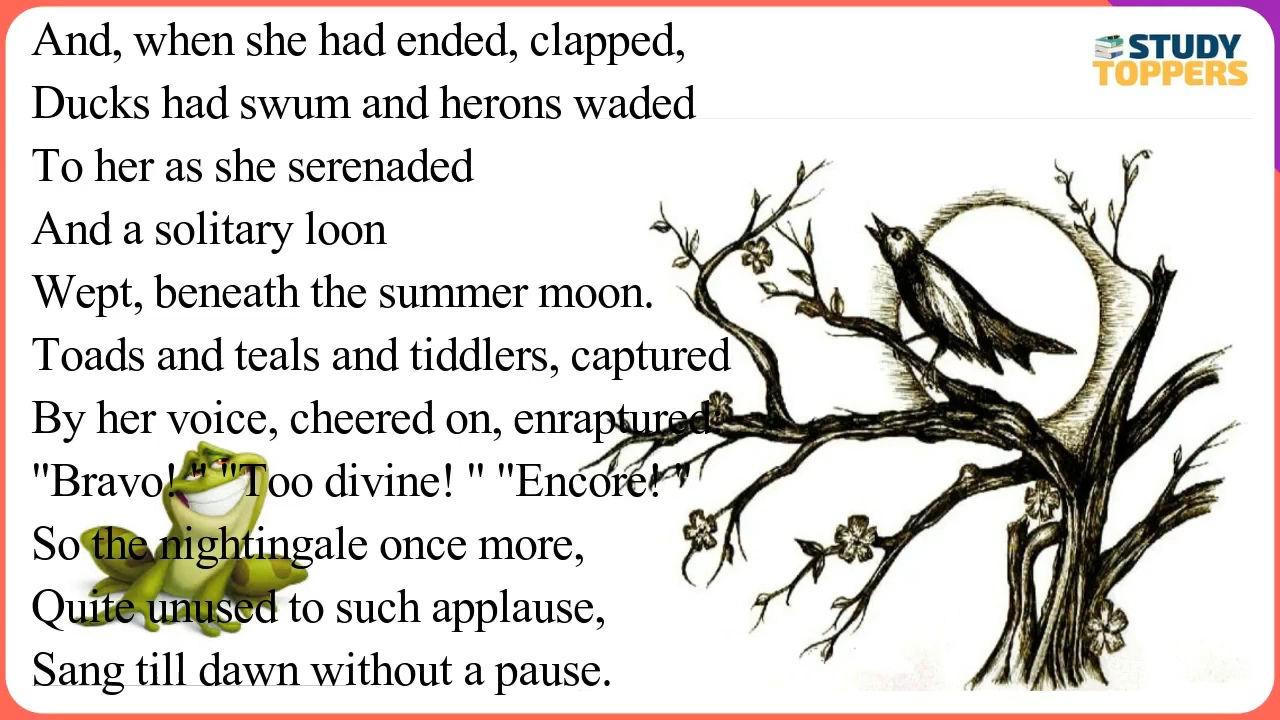 And, when she had ended, clapped,
Ducks had swum and herons waded
To her as she serenaded
And a solitary loon
Wept, beneath the summer moon.
Toads and teals and tiddlers, captured
By her voice, cheered on, enraptured
"Bravo! " "Too divine! " "Encore! "
So the nightingale once more,
Quite unused to such applause,
Sang till dawn without a pause.
STUDY
TOPPERS